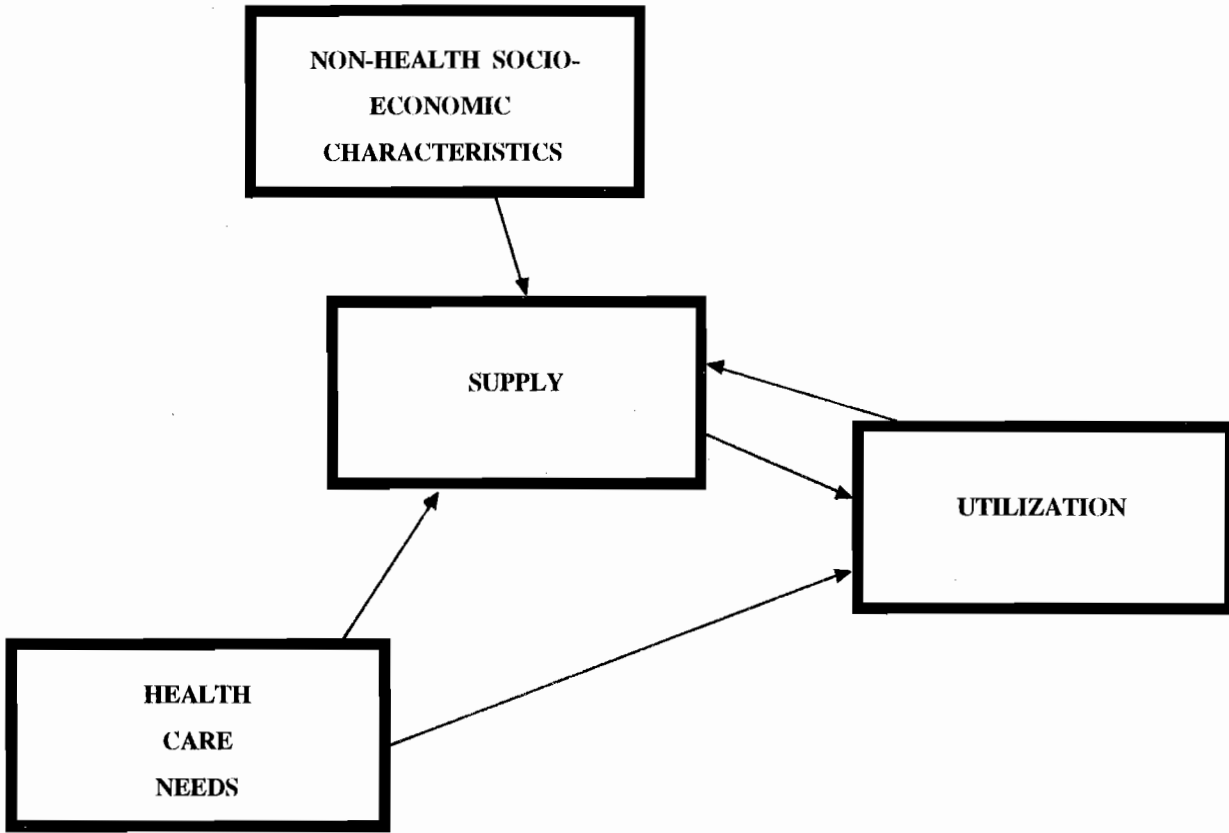 NON-HEALTH SOCIO-
ECONOMIC
CHARACTERISTICS
SUPPLY
UTILIZATION
HEALTH
CARE
NEEDS